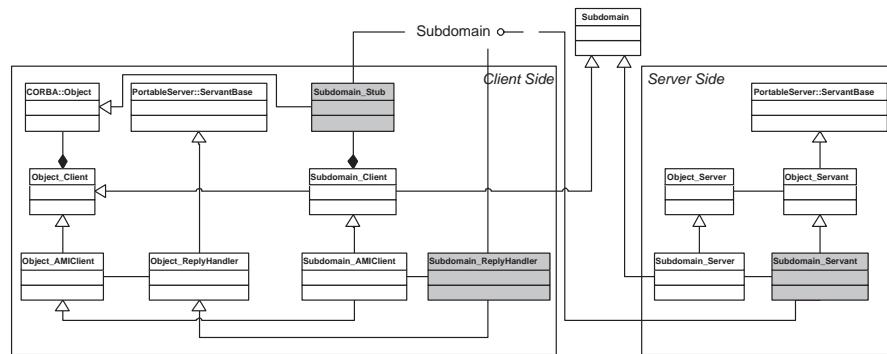 Subdomain
Subdomain
Client Side
Server Side
CORBA::Object
PortableServer::ServantBase
Subdomain_Stub
PortableServer::ServantBase
Object_Client
Subdomain_Client
Object_Server
Object_Servant
Object_AMIClient
Object_ReplyHandler
Subdomain_AMIClient
Subdomain_ReplyHandler
Subdomain_Server
Subdomain_Servant